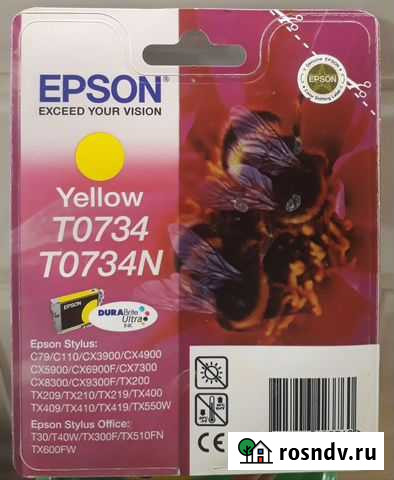 EPSON®
EXCEED YOUR VISION
Yellow
T0734
T0734N
EPSON
DURABrite
Ultra
INK
Epson Stylus:
C79/C110/CX3900/CX4900
CX5900/CX6900F/CX7300
CX8300/CX9300F/TX200
TX209/TX210/TX219/TX400
TX409/TX410/TX419/TX550W
Epson Stylus Office:
T30/T40W/TX300F/TX510FN
TX600FW
CE
rosndv.ru